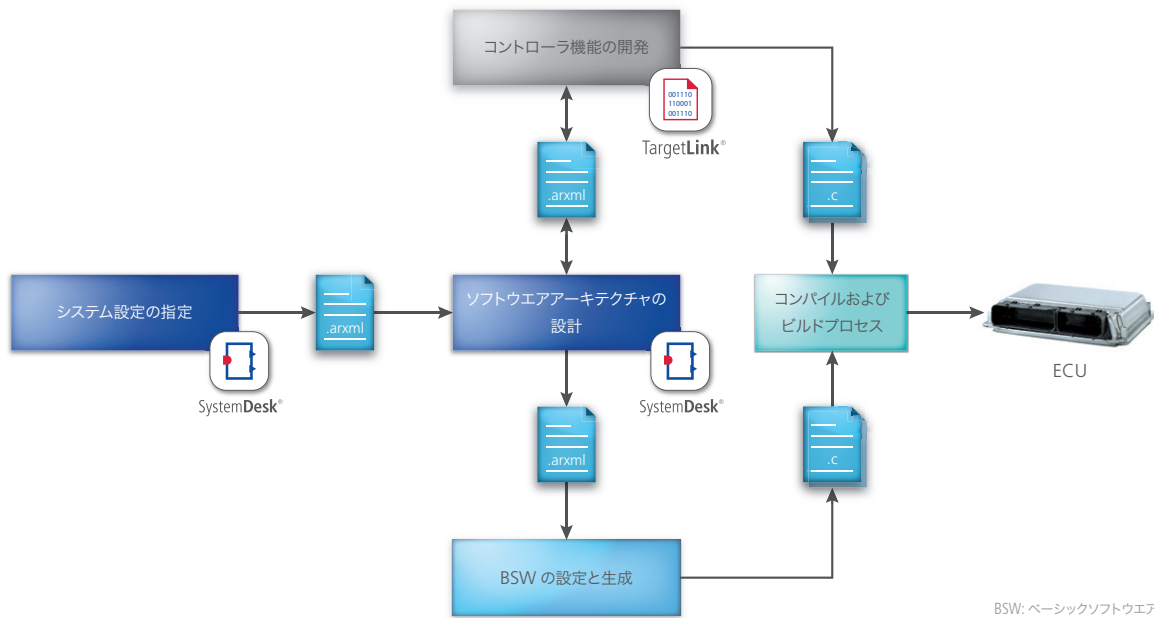 コントローラ機能の開発
001110
110001
001110
TargetLink®
.arxml
.c
システム設定の指定
.arxml
ソフトウエアアーキテクチャの
設計
コンパイルおよび
ビルドプロセス
ECU
SystemDesk®
SystemDesk®
.arxml
.c
BSW の設定と生成
BSW: ベーシックソフトウエア